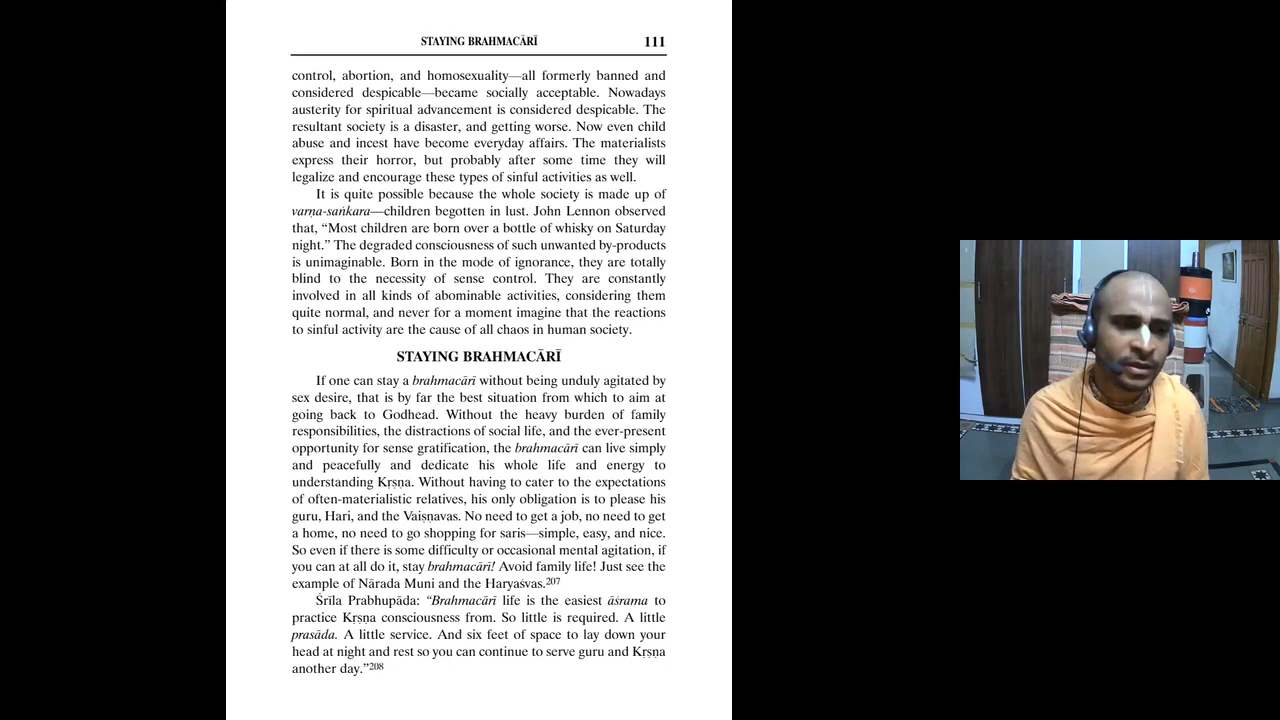 STAYING BRAHMACĀRĪ 111
control, abortion, and homosexuality—all formerly banned and
considered despicable—became socially acceptable. Nowadays
austerity for spiritual advancement is considered despicable. The
resultant society is a disaster, and getting worse. Now even child
abuse and incest have become everyday affairs. The materialists
express their horror, but probably after some time they will
legalize and encourage these types of sinful activities as well.
It is quite possible because the whole society is made up of
varṇa-saṅkara—children begotten in lust. John Lennon observed
that, “Most children are born over a bottle of whisky on Saturday
night.” The degraded consciousness of such unwanted by-products
is unimaginable. Born in the mode of ignorance, they are totally
blind to the necessity of sense control. They are constantly
involved in all kinds of abominable activities, considering them
quite normal, and never for a moment imagine that the reactions
to sinful activity are the cause of all chaos in human society.
STAYING BRAHMACĀRĪ
If one can stay a brahmacārī without being unduly agitated by
sex desire, that is by far the best situation from which to aim at
going back to Godhead. Without the heavy burden of family
responsibilities, the distractions of social life, and the ever-present
opportunity for sense gratification, the brahmacārī can live simply
and peacefully and dedicate his whole life and energy to
understanding Kṛṣṇa. Without having to cater to the expectations
of often-materialistic relatives, his only obligation is to please his
guru, Hari, and the Vaiṣṇavas. No need to get a job, no need to get
a home, no need to go shopping for saris—simple, easy, and nice.
So even if there is some difficulty or occasional mental agitation, if
you can at all do it, stay brahmacārī! Avoid family life! Just see the
example of Nārada Muni and the Haryaśvas.207
Śrīla Prabhupāda: “Brahmacārī life is the easiest āśrama to
practice Kṛṣṇa consciousness from. So little is required. A little
prasāda. A little service. And six feet of space to lay down your
head at night and rest so you can continue to serve guru and Kṛṣṇa
another day.”208